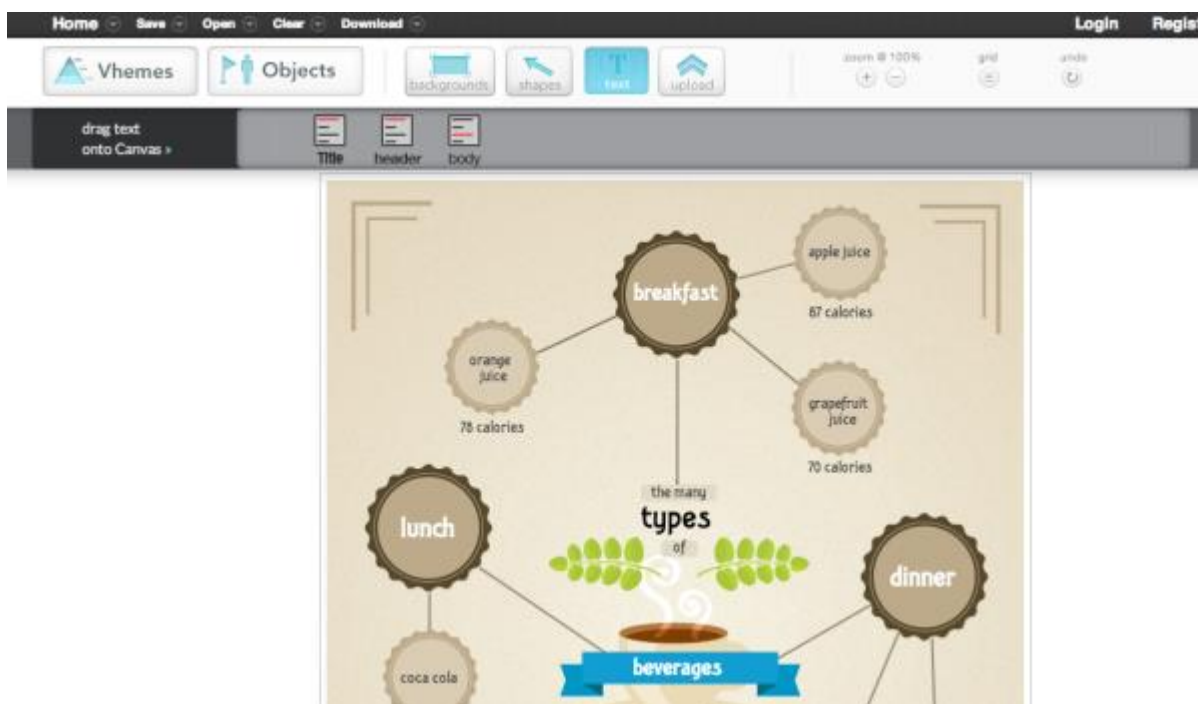 Home Save Open Clear Download Login Regis
Vhemes Objects backgrounds shapes text upload zoom @ 100% grid undo
drag text
onto Canvas »
Title header body
apple juice
breakfast
87 calories
orange
juice
grapefruit
juice
78 calories
70 calories
the many
types
of
lunch
dinner
beverages
coca cola